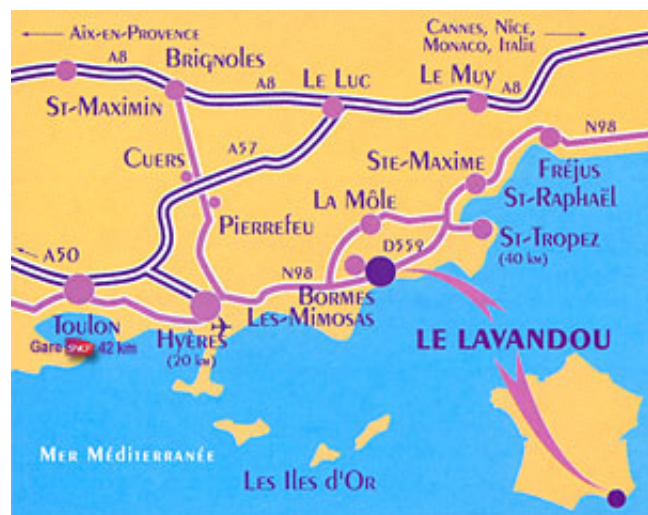 Aix-en-Provence
Cannes, Nice,
Monaco, Italie
A8
Brignoles
A8
Le Luc
Le Muy
A8
St-Maximin
N98
Cuers
A57
Ste-Maxime
Fréjus
St-Raphaël
La Môle
Pierrefeu
St-Tropez
(40 km)
A50
D559
N98
Bormes
Les-Mimosas
Toulon
Gare SNCF 42 km
Hyères
(20 km)
Le Lavandou
Mer Méditerranée
Les Iles d'Or